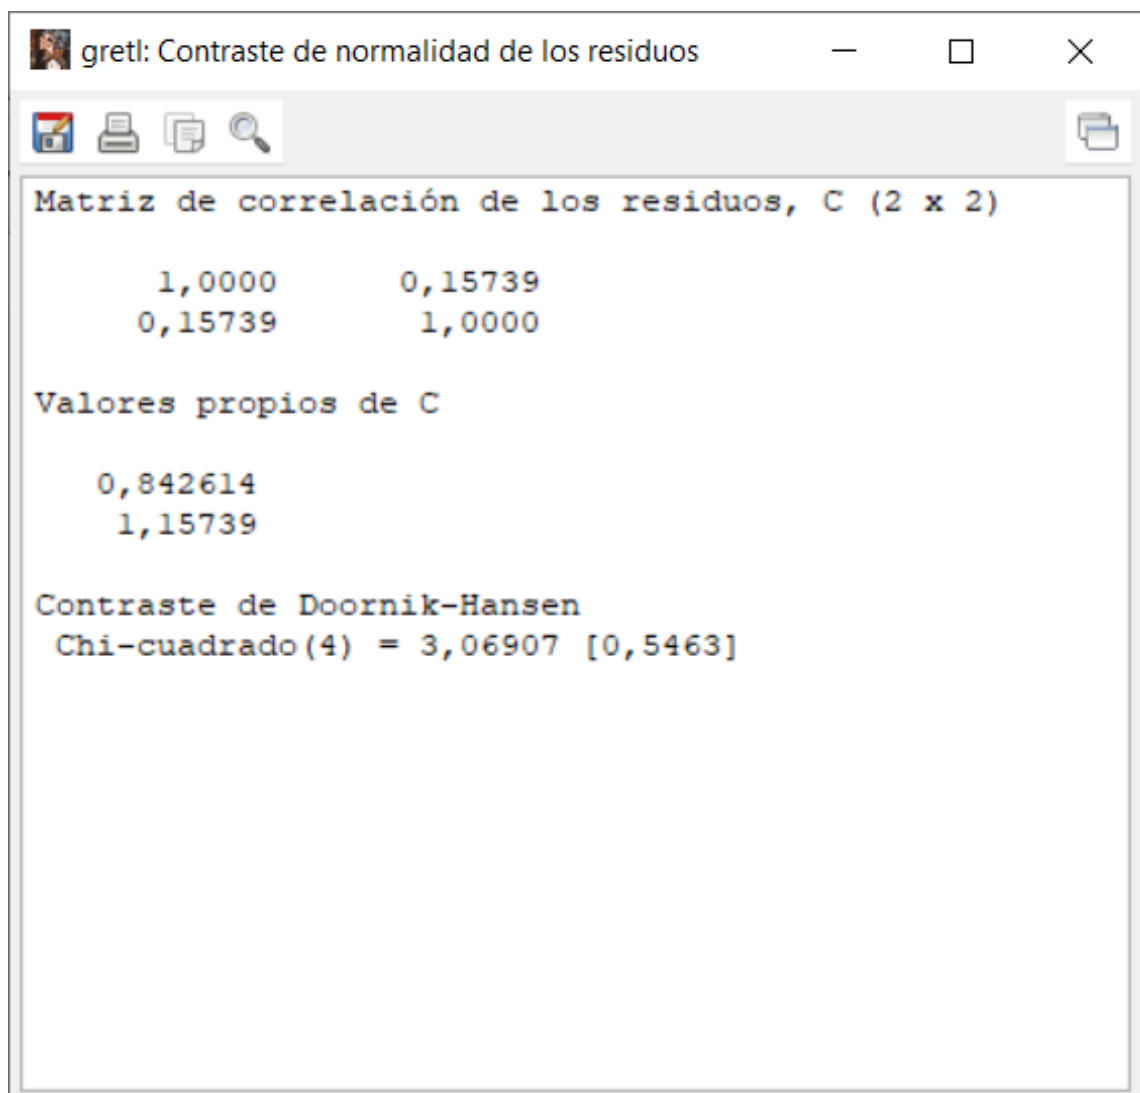 gretl: Contraste de normalidad de los residuos
Matriz de correlación de los residuos, C (2 x 2)
1,0000 0,15739
0,15739 1,0000
Valores propios de C
0,842614
1,15739
Contraste de Doornik-Hansen
Chi-cuadrado(4) = 3,06907 [0,5463]